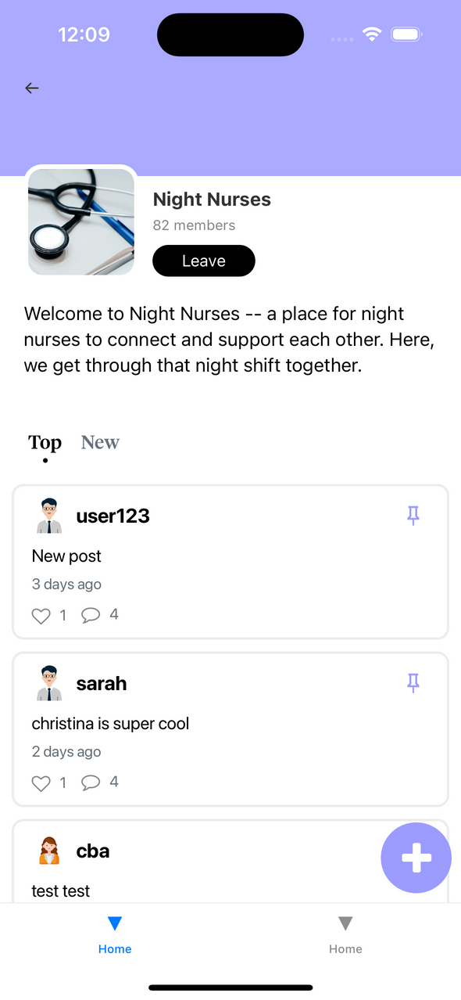 12:09
Night Nurses
82 members
Leave
Welcome to Night Nurses -- a place for night
nurses to connect and support each other. Here,
we get through that night shift together.
Top New
user123
New post
3 days ago
1 4
sarah
christina is super cool
2 days ago
1 4
cba
test test
Home Home